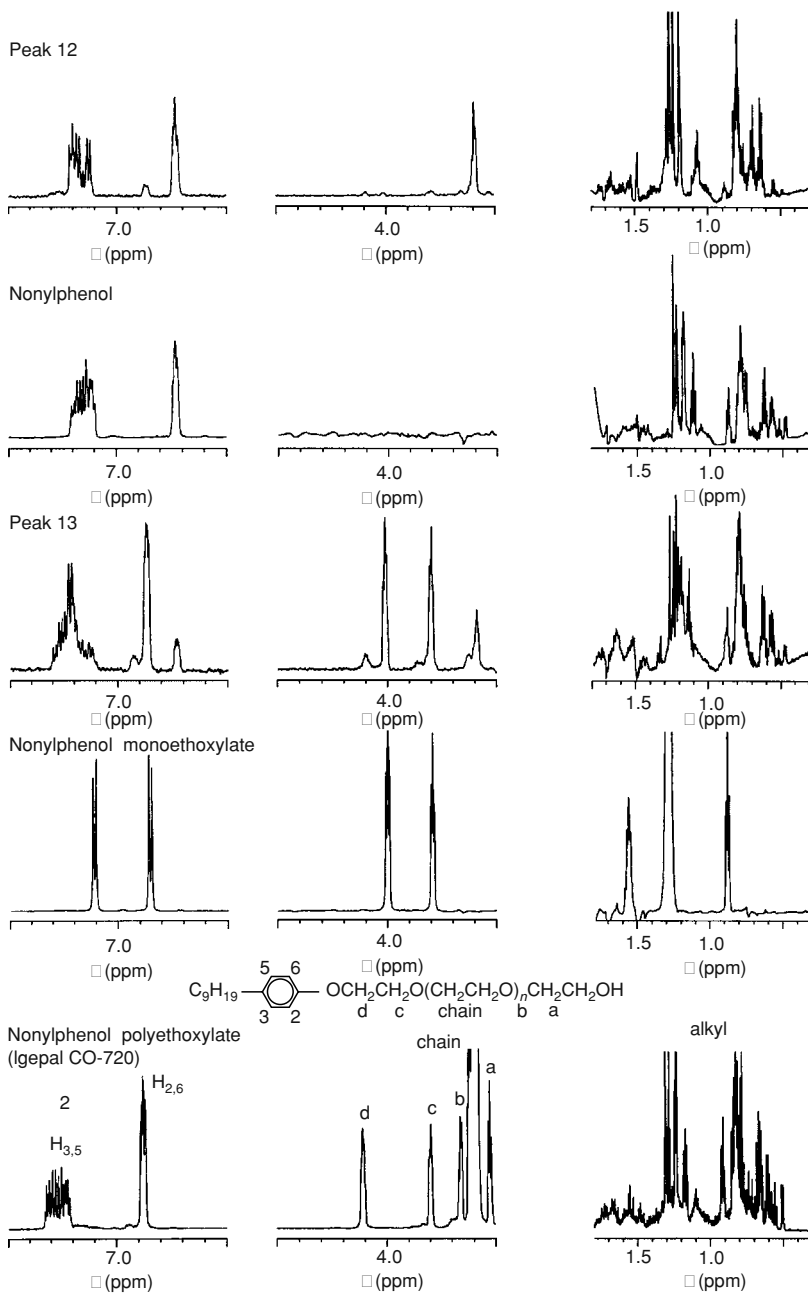 Peak 12
7.0 4.0 1.5 1.0
□ (ppm) □ (ppm) □ (ppm)
Nonylphenol
7.0 4.0 1.5 1.0
□ (ppm) □ (ppm) □ (ppm)
Peak 13
7.0 4.0 1.5 1.0
□ (ppm) □ (ppm) □ (ppm)
Nonylphenol monoethoxylate
7.0 4.0 1.5 1.0
□ (ppm) □ (ppm) □ (ppm)
5 6
C₉H₁₉ OCH₂CH₂O(CH₂CH₂O)ₙCH₂CH₂OH
3 2 d c chain b a
Nonylphenol polyethoxylate
(Igepal CO-720)
chain alkyl
2 H₂,₆ d c b a
H₃,₅
7.0 4.0 1.5 1.0
□ (ppm) □ (ppm) □ (ppm)